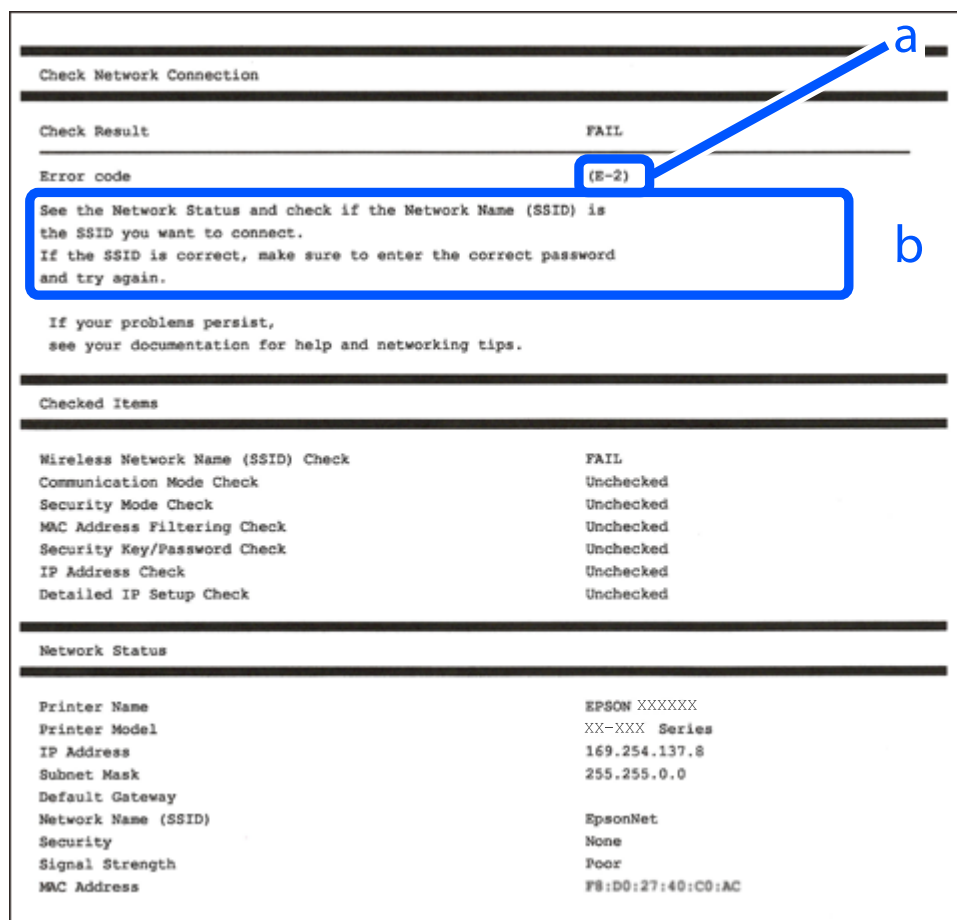 a
Check Network Connection
Check Result FAIL
Error code (E-2)
See the Network Status and check if the Network Name (SSID) is
the SSID you want to connect.
If the SSID is correct, make sure to enter the correct password
and try again.
b
If your problems persist,
see your documentation for help and networking tips.
Checked Items
Wireless Network Name (SSID) Check FAIL
Communication Mode Check Unchecked
Security Mode Check Unchecked
MAC Address Filtering Check Unchecked
Security Key/Password Check Unchecked
IP Address Check Unchecked
Detailed IP Setup Check Unchecked
Network Status
Printer Name EPSON XXXXXX
Printer Model XX-XXX Series
IP Address 169.254.137.8
Subnet Mask 255.255.0.0
Default Gateway
Network Name (SSID) EpsonNet
Security None
Signal Strength Poor
MAC Address F8:D0:27:40:C0:AC